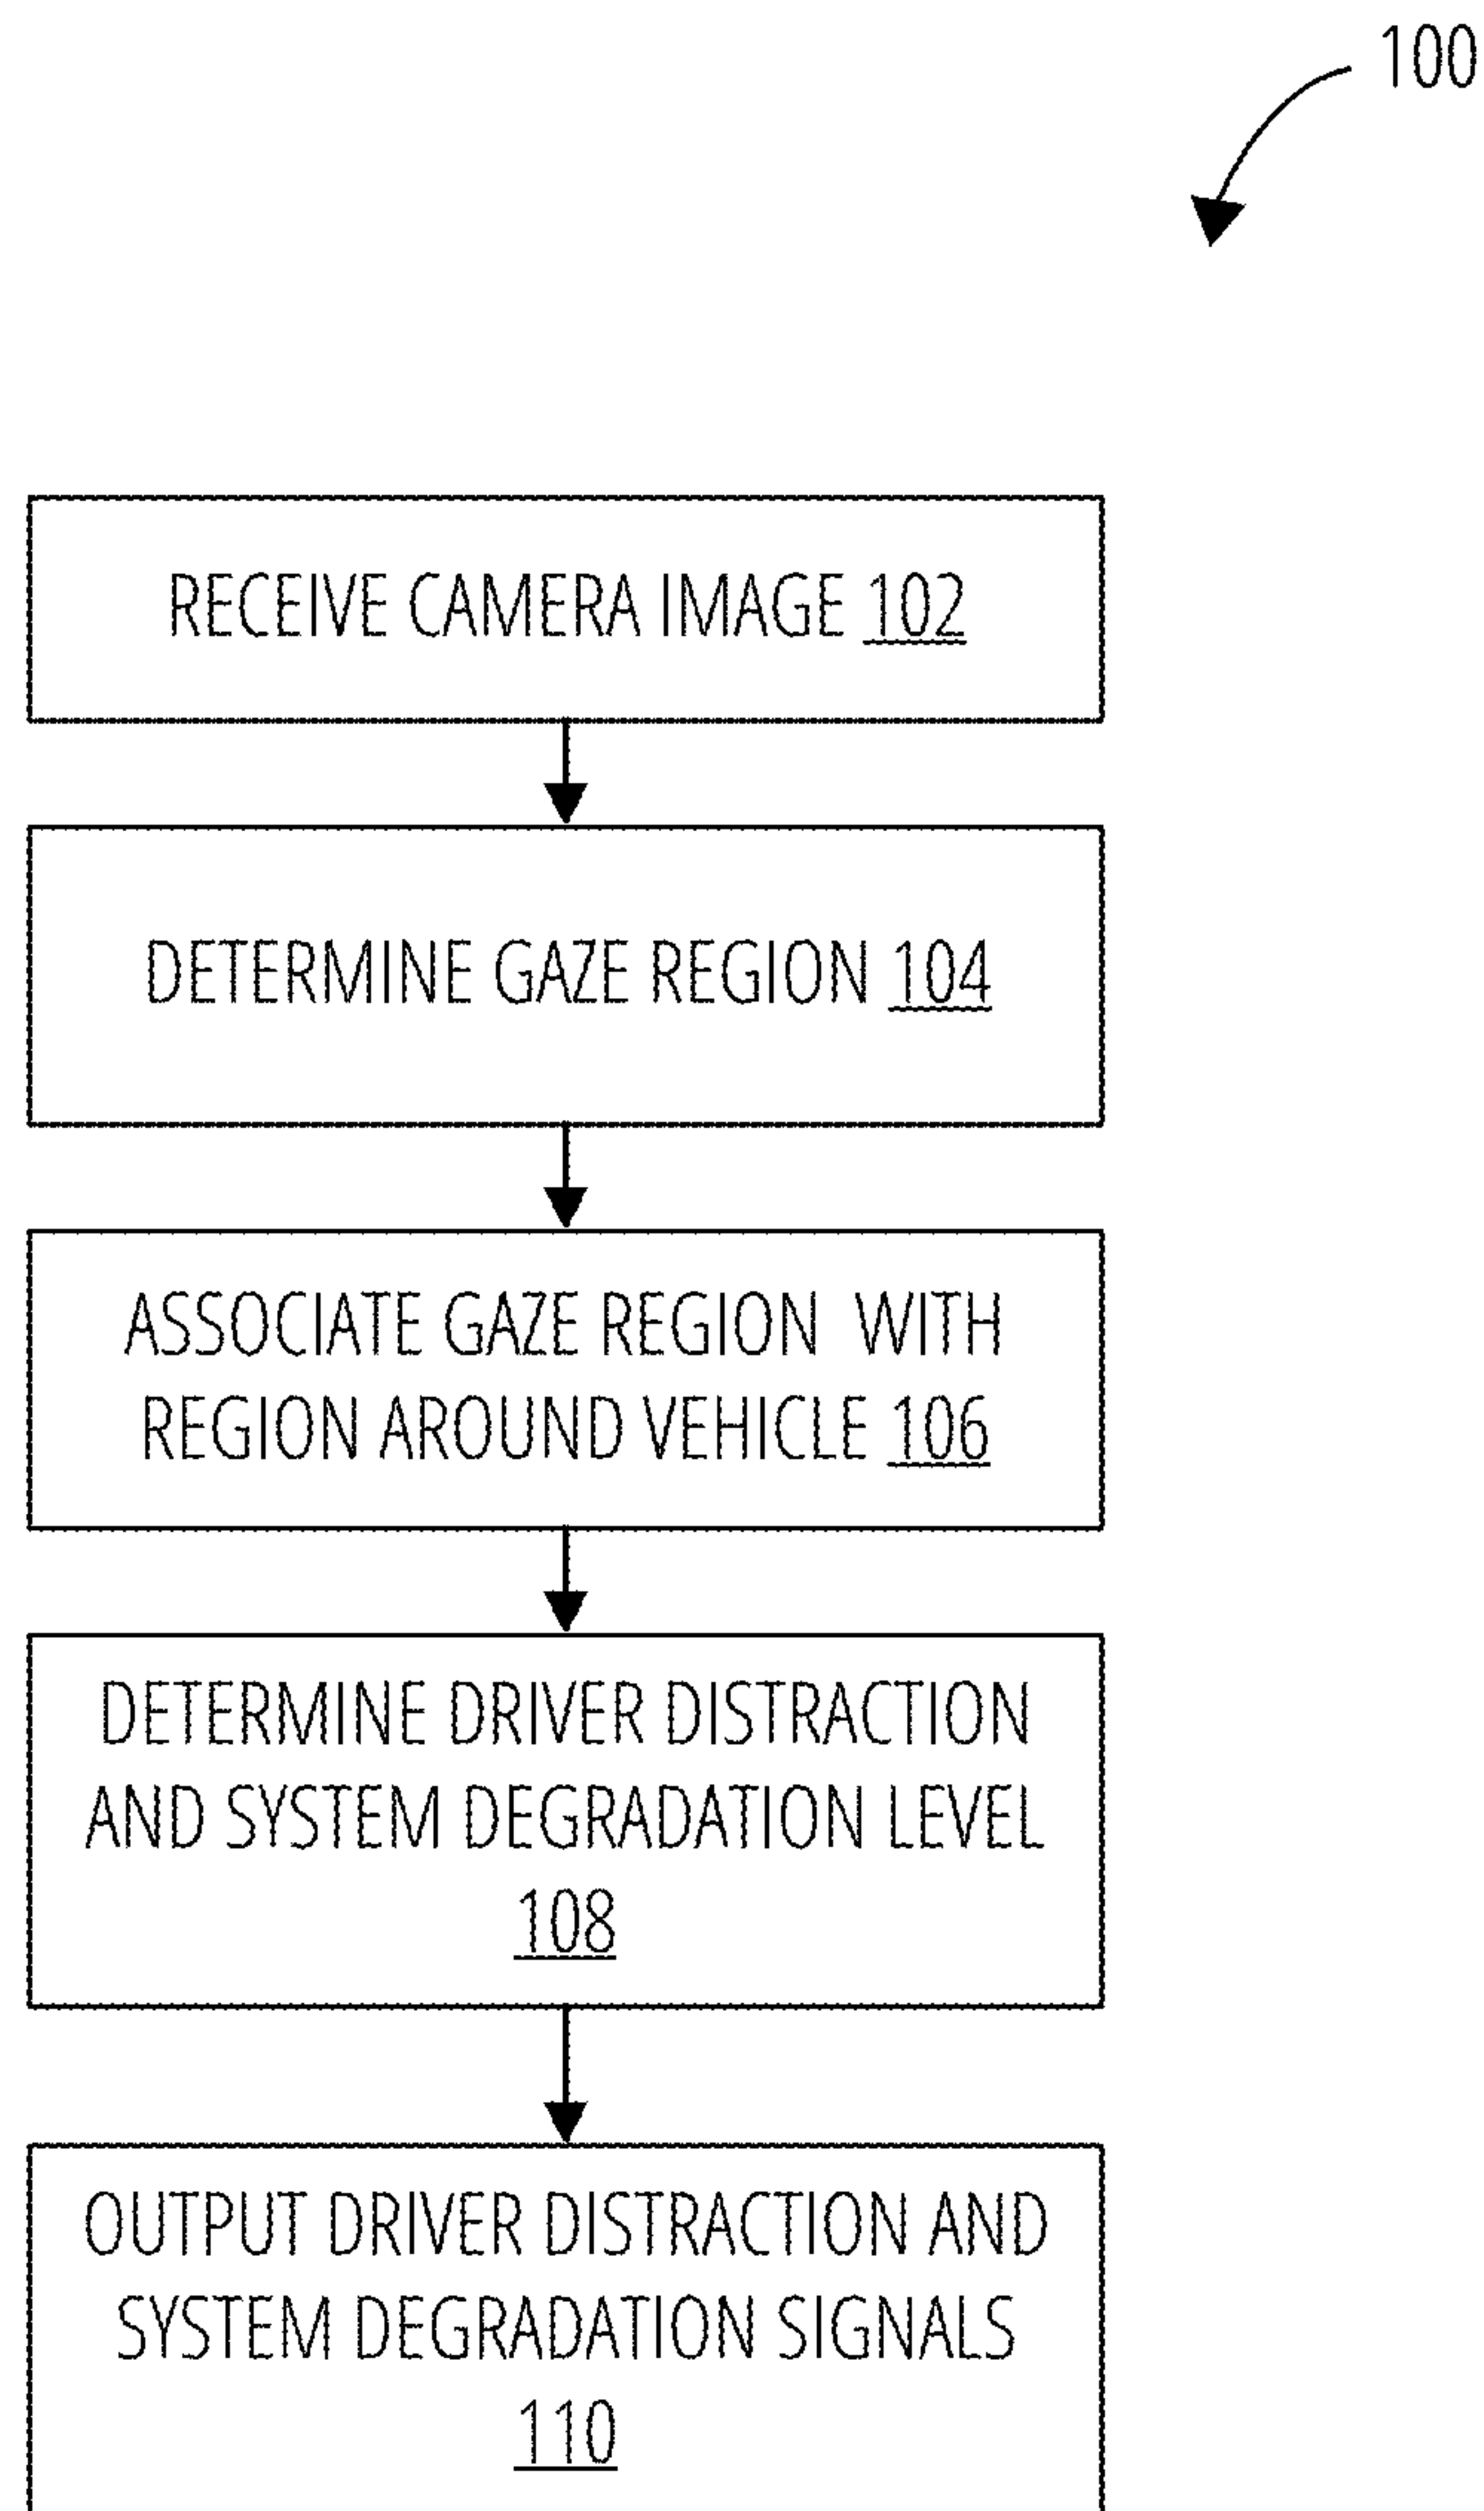 100
RECEIVE CAMERA IMAGE 102
DETERMINE GAZE REGION 104
ASSOCIATE GAZE REGION WITH
REGION AROUND VEHICLE 106
DETERMINE DRIVER DISTRACTION
AND SYSTEM DEGRADATION LEVEL
108
OUTPUT DRIVER DISTRACTION AND
SYSTEM DEGRADATION SIGNALS
110